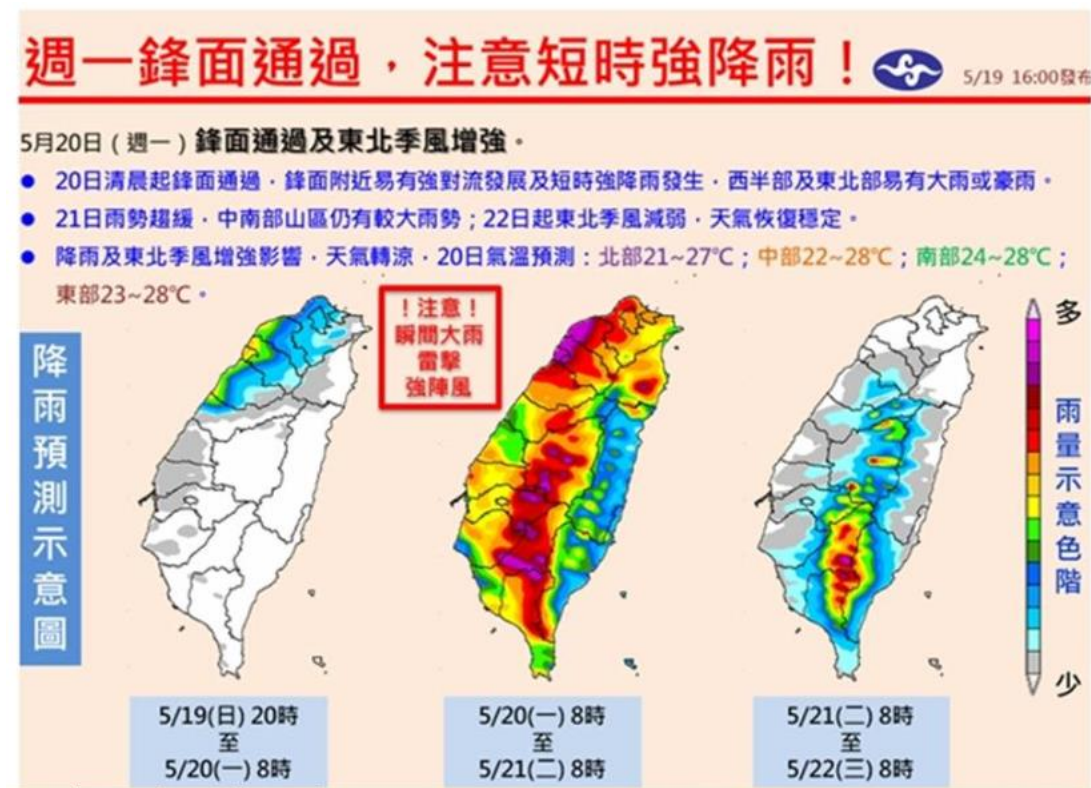 週一鋒面通過，注意短時強降雨！
5/19 16:00發布
5月20日（週一）鋒面通過及東北季風增強。
● 20日清晨起鋒面通過，鋒面附近易有強對流發展及短時強降雨發生，西半部及東北部易有大雨或豪雨。
● 21日雨勢趨緩，中南部山區仍有較大雨勢；22日起東北季風減弱，天氣恢復穩定。
● 降雨及東北季風增強影響，天氣轉涼，20日氣溫預測：北部21~27℃；中部22~28℃；南部24~28℃；
東部23~28℃。
！注意！
瞬間大雨
雷擊
強陣風
降雨預測示意圖
多
雨量示意色階
少
5/19(日) 20時
至
5/20(一) 8時
5/20(一) 8時
至
5/21(二) 8時
5/21(二) 8時
至
5/22(三) 8時